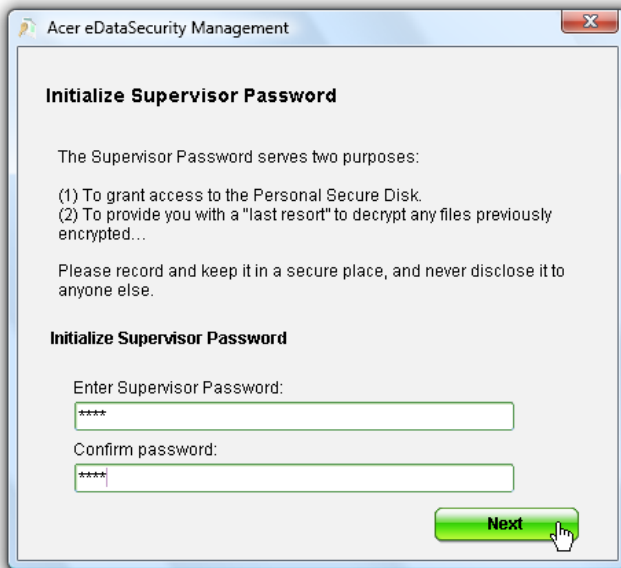 Acer eDataSecurity Management
Initialize Supervisor Password
The Supervisor Password serves two purposes:
(1) To grant access to the Personal Secure Disk.
(2) To provide you with a "last resort" to decrypt any files previously
encrypted...
Please record and keep it in a secure place, and never disclose it to
anyone else.
Initialize Supervisor Password
Enter Supervisor Password:
****
Confirm password:
****
Next